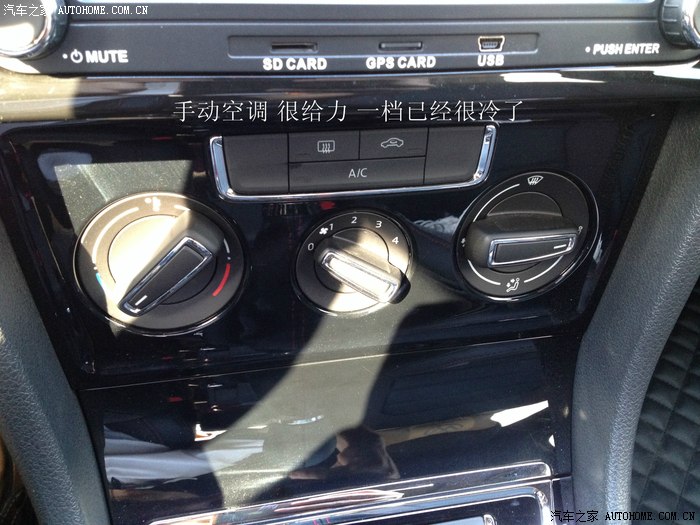 汽车之家 AUTOHOME.COM.CN
MUTE
SD CARD
GPS CARD
USB
PUSH ENTER
手动空调 很给力 一档已经很冷了
A/C
0 1 2 3 4
汽车之家 AUTOHOME.COM.CN